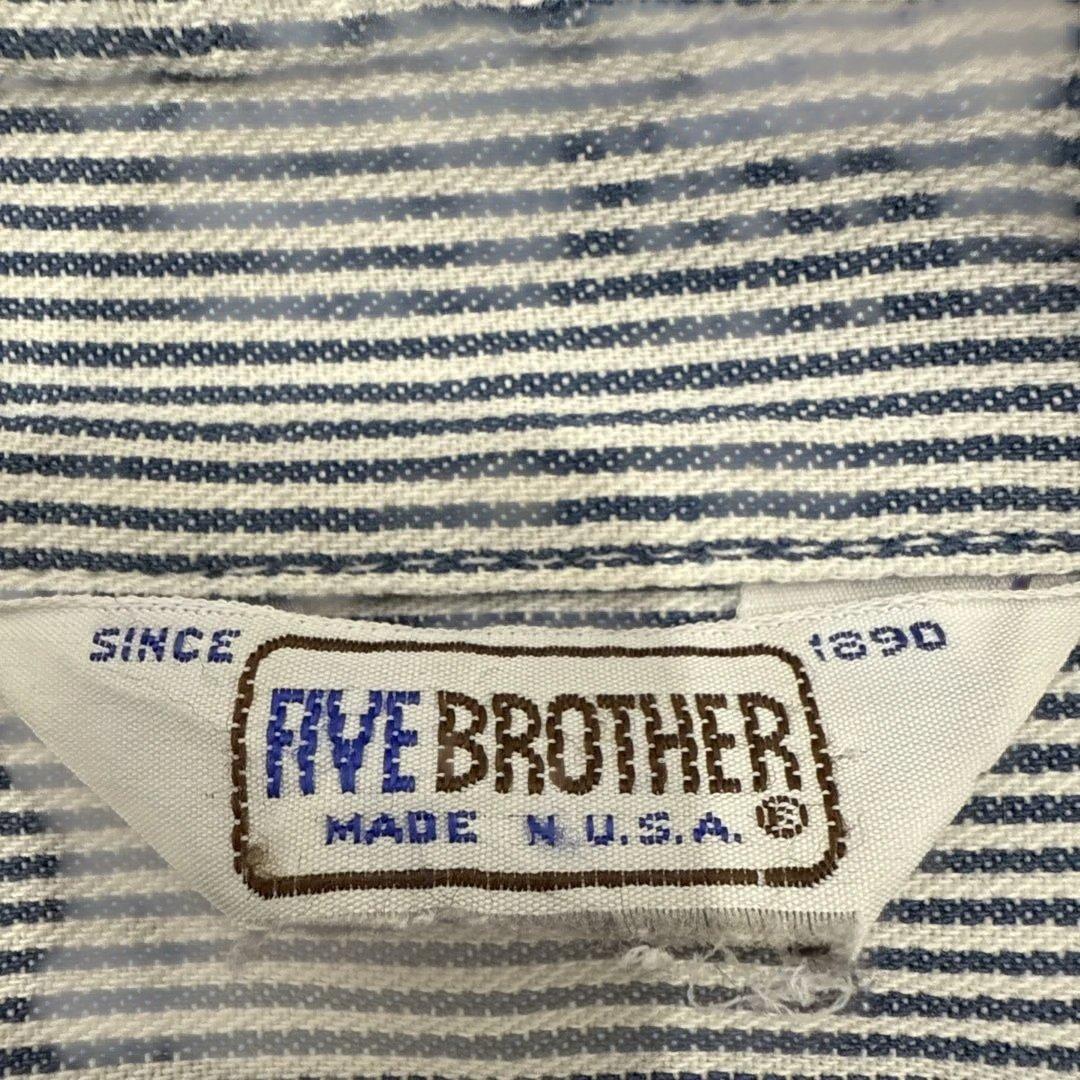 SINCE 1890
FIVE BROTHER
MADE N U.S.A. ®